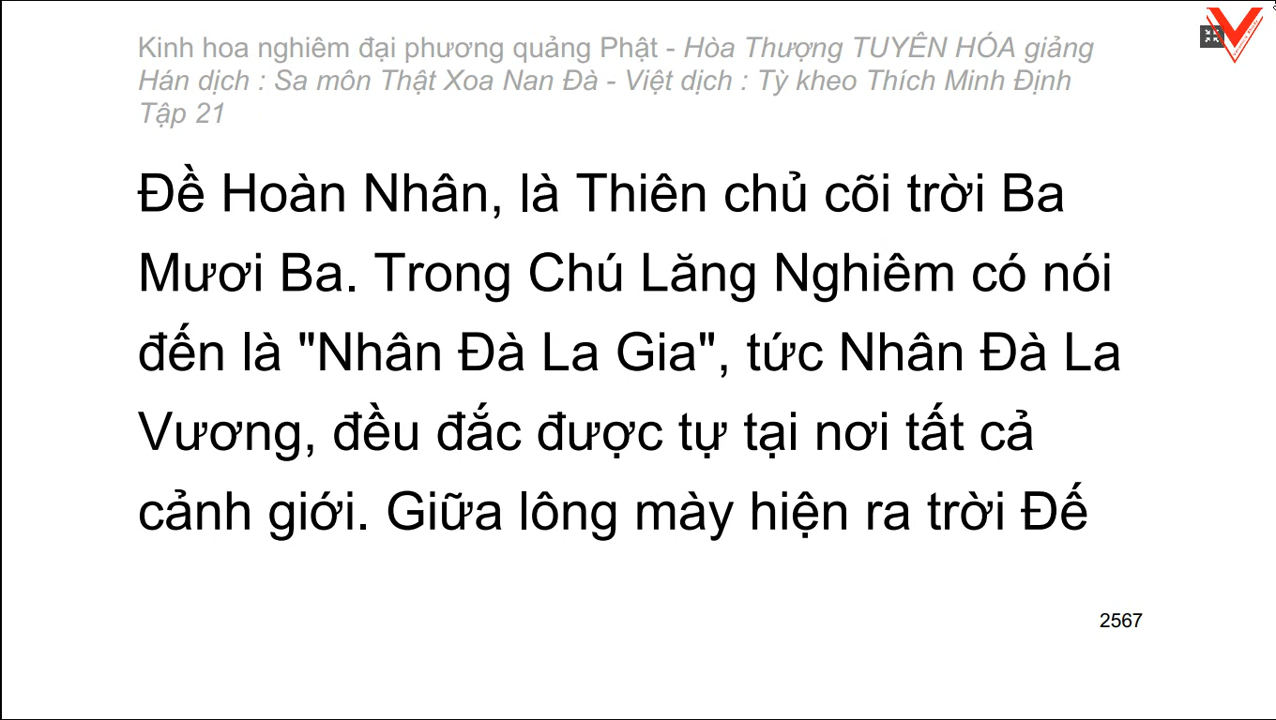 Kinh hoa nghiêm đại phương quảng Phật - Hòa Thượng TUYÊN HÓA giảng
Hán dịch : Sa môn Thật Xoa Nan Đà - Việt dịch : Tỳ kheo Thích Minh Định
Tập 21
Đề Hoàn Nhân, là Thiên chủ cõi trời Ba
Mươi Ba. Trong Chú Lăng Nghiêm có nói
đến là "Nhân Đà La Gia", tức Nhân Đà La
Vương, đều đắc được tự tại nơi tất cả
cảnh giới. Giữa lông mày hiện ra trời Đế
2567